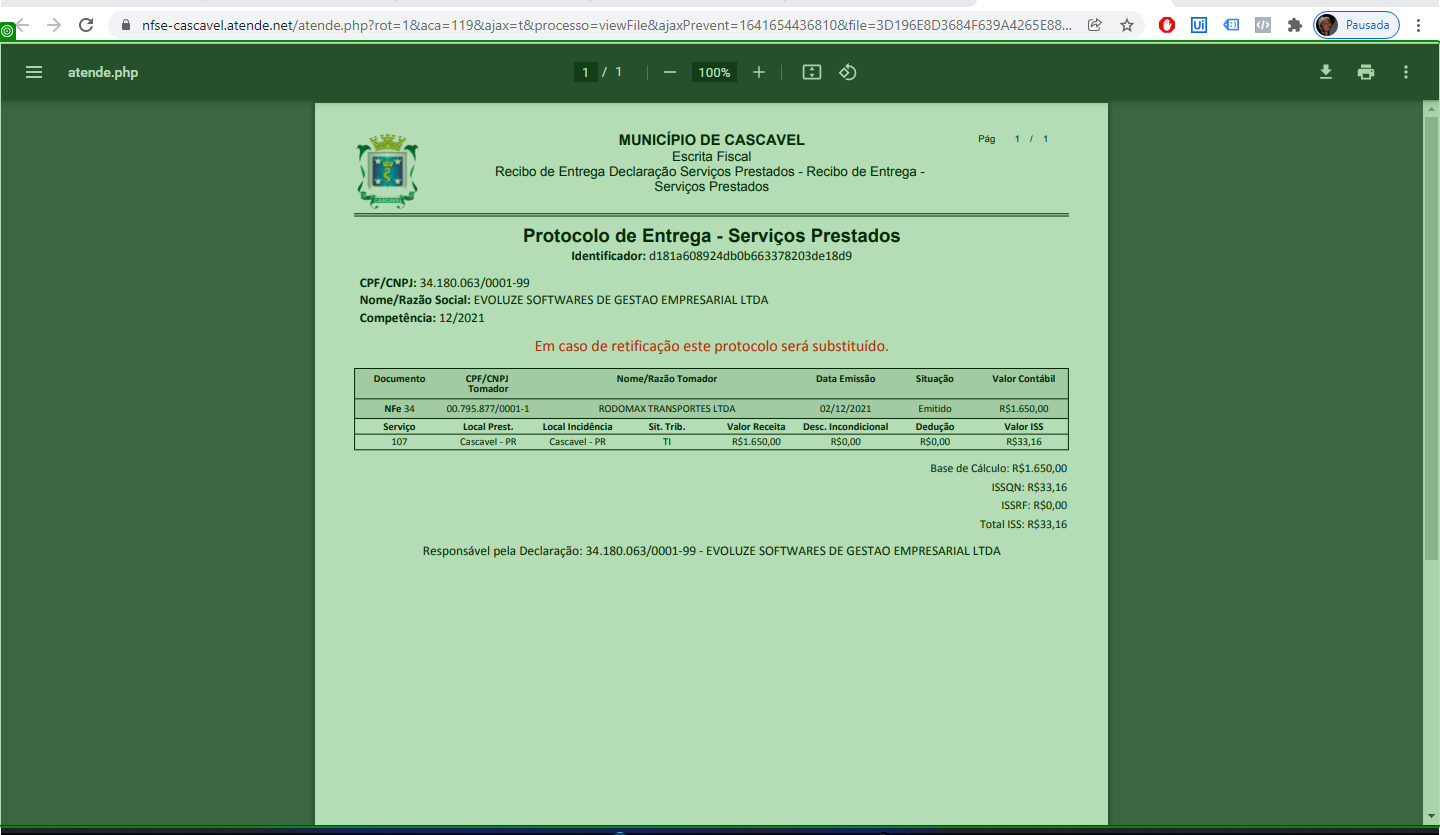 nfse-cascavel.atende.net/atende.php?rot=1&aca=119&ajax=t&processo=viewFile&ajaxPrevent=1641654436810&file=3D196E8D3684F639A4265E88...
Pausada
atende.php
1 / 1
100%
MUNICÍPIO DE CASCAVEL
Pág 1 / 1
Escrita Fiscal
Recibo de Entrega Declaração Serviços Prestados - Recibo de Entrega -
Serviços Prestados
CASCAVEL
Protocolo de Entrega - Serviços Prestados
Identificador: d181a608924db0b663378203de18d9
CPF/CNPJ: 34.180.063/0001-99
Nome/Razão Social: EVOLUZE SOFTWARES DE GESTAO EMPRESARIAL LTDA
Competência: 12/2021
Em caso de retificação este protocolo será substituído.
Documento CPF/CNPJ Tomador Nome/Razão Tomador Data Emissão Situação Valor Contábil
NFe 34 00.795.877/0001-1 RODOMAX TRANSPORTES LTDA 02/12/2021 Emitido R$1.650,00
Serviço Local Prest. Local Incidência Sit. Trib. Valor Receita Desc. Incondicional Dedução Valor ISS
107 Cascavel - PR Cascavel - PR TI R$1.650,00 R$0,00 R$0,00 R$33,16
Base de Cálculo: R$1.650,00
ISSQN: R$33,16
ISSRF: R$0,00
Total ISS: R$33,16
Responsável pela Declaração: 34.180.063/0001-99 - EVOLUZE SOFTWARES DE GESTAO EMPRESARIAL LTDA